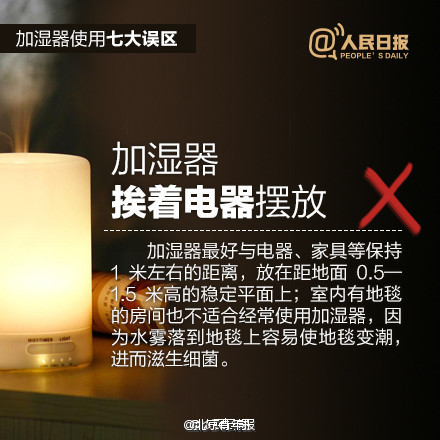 加湿器使用七大误区
@人民日报
PEOPLE'S DAILY
加湿器
挨着电器摆放
加湿器最好与电器、家具等保持
1 米左右的距离，放在距地面 0.5—
1.5 米高的稳定平面上；室内有地毯
的房间也不适合经常使用加湿器，因
为水雾落到地毯上容易使地毯变潮，
进而滋生细菌。
LIGHT